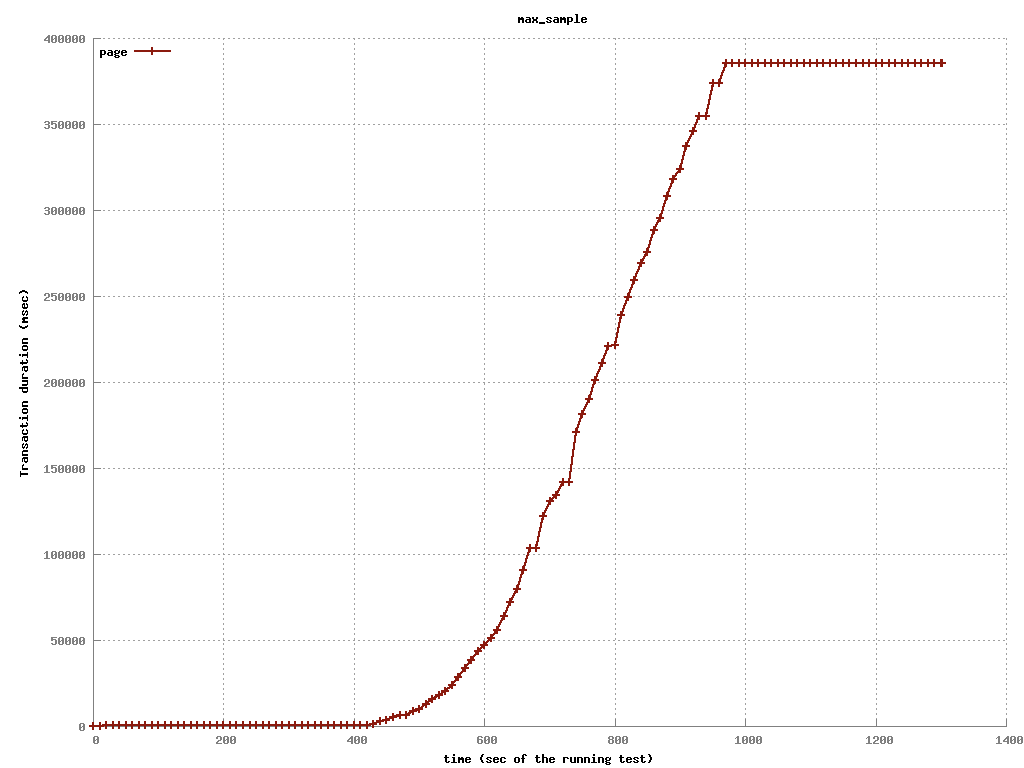 max_sample
400000
page
350000
300000
250000
200000
150000
100000
50000
0
Transaction duration (msec)
0 200 400 600 800 1000 1200 1400
time (sec of the running test)